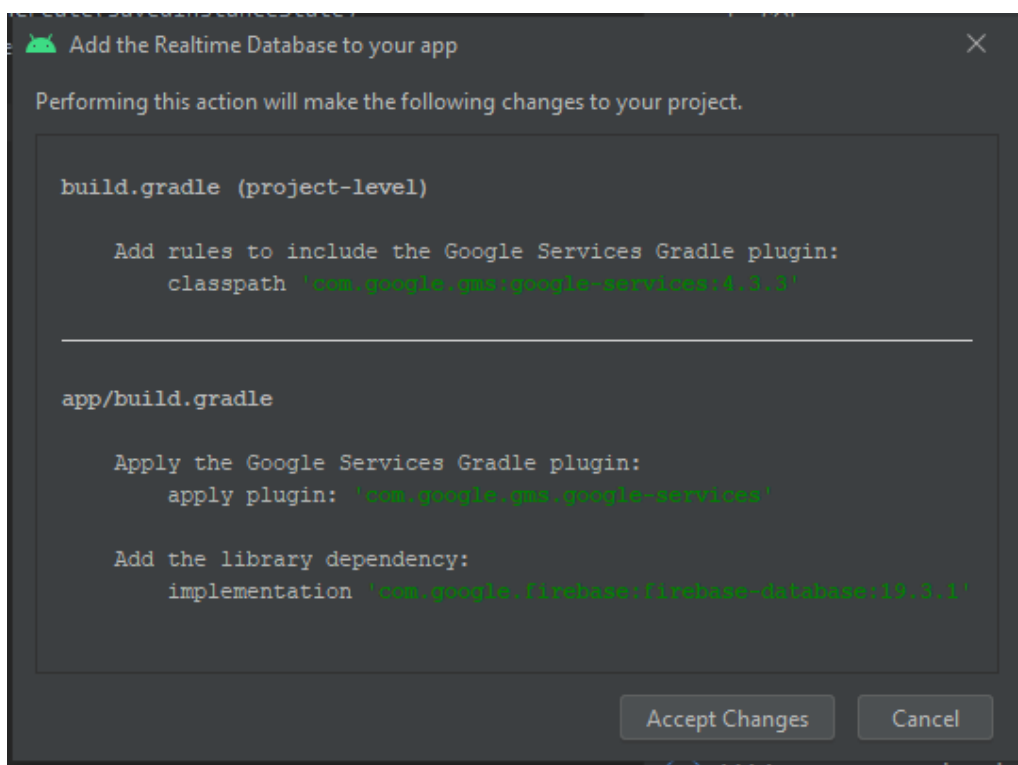 Add the Realtime Database to your app
Performing this action will make the following changes to your project.
build.gradle (project-level)
Add rules to include the Google Services Gradle plugin:
classpath 'com.google.gms:google-services:4.3.3'
app/build.gradle
Apply the Google Services Gradle plugin:
apply plugin: 'com.google.gms.google-services'
Add the library dependency:
implementation 'com.google.firebase:firebase-database:19.3.1'
Accept Changes
Cancel